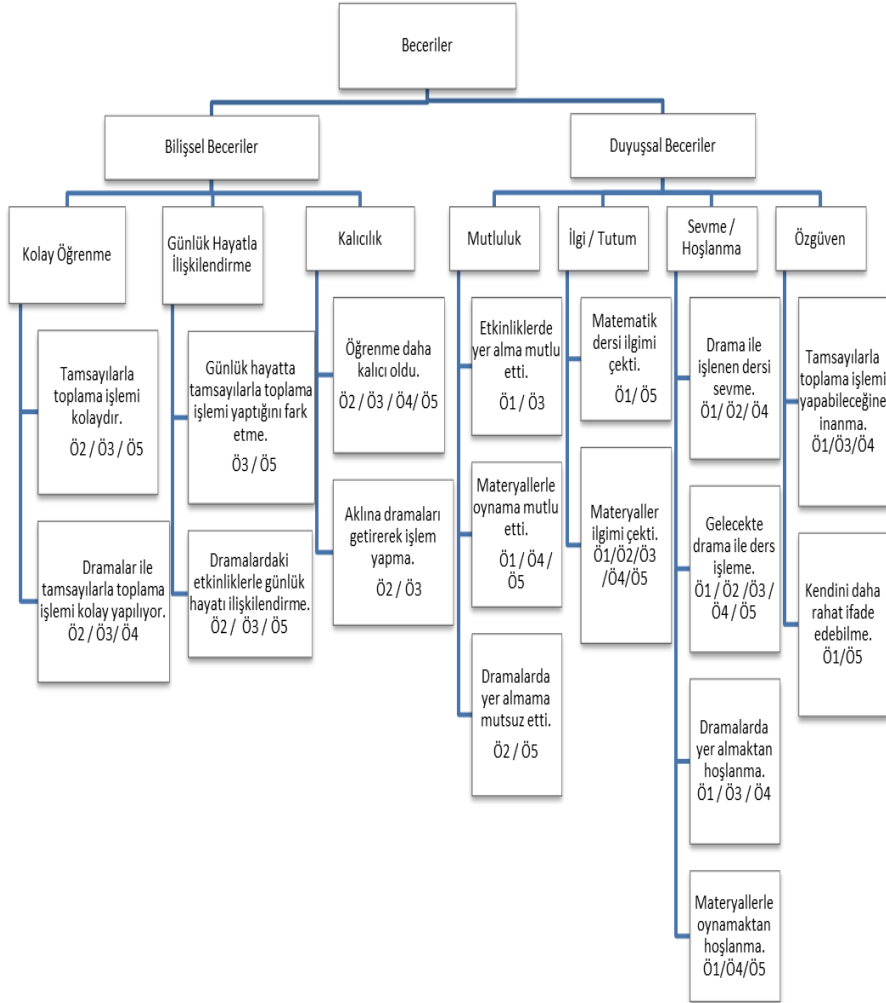 Beceriler
Bilişsel Beceriler
Duyuşsal Beceriler
Kolay Öğrenme
Günlük Hayatla
İlişkilendirme
Kalıcılık
Mutluluk
İlgi / Tutum
Sevme /
Hoşlanma
Özgüven
Tamsayılarla
toplama işlemi
kolaydır.
Ö2 / Ö3 / Ö5
Dramalar ile
tamsayılarla toplama
işlemi kolay yapılıyor.
Ö2 / Ö3/ Ö4
Günlük hayatta
tamsayılarla toplama
işlemi yaptığını fark
etme.
Ö3 / Ö5
Dramalardaki
etkinliklerle günlük
hayatı ilişkilendirme.
Ö2 / Ö3 / Ö5
Öğrenme daha
kalıcı oldu.
Ö2 / Ö3 / Ö4/ Ö5
Aklına dramaları
getirerek işlem
yapma.
Ö2 / Ö3
Etkinliklerde
yer alma mutlu
etti.
Ö1 / Ö3
Materyallerle
oynama mutlu
etti.
Ö1 / Ö4 /
Ö5
Dramalarda
yer almama
mutsuz etti.
Ö2 / Ö5
Matematik
dersi ilgimi
çekti.
Ö1/ Ö5
Materyaller
ilgimi çekti.
Ö1/Ö2/Ö3
/Ö4/Ö5
Drama ile
işlenen dersi
sevme.
Ö1/ Ö2/ Ö4
Gelecekte
drama ile ders
işleme.
Ö1 / Ö2 /Ö3 /
Ö4 / Ö5
Dramalarda
yer almaktan
hoşlanma.
Ö1 / Ö3 / Ö4
Materyallerle
oynamaktan
hoşlanma.
Ö1/Ö4/Ö5
Tamsayılarla
toplama işlemi
yapabileceğine
inanma.
Ö1/Ö3/Ö4
Kendini daha
rahat ifade
edebilme.
Ö1/Ö5